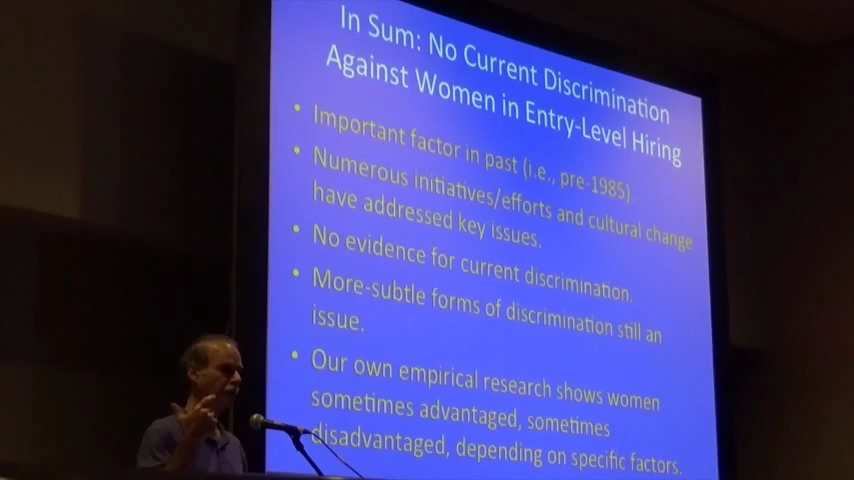 In Sum: No Current Discrimination
Against Women in Entry-Level Hiring
• Important factor in past (i.e., pre-1985).
• Numerous initiatives/efforts and cultural change
have addressed key issues.
• No evidence for current discrimination.
• More-subtle forms of discrimination still an
issue.
• Our own empirical research shows women
sometimes advantaged, sometimes
disadvantaged, depending on specific factors.